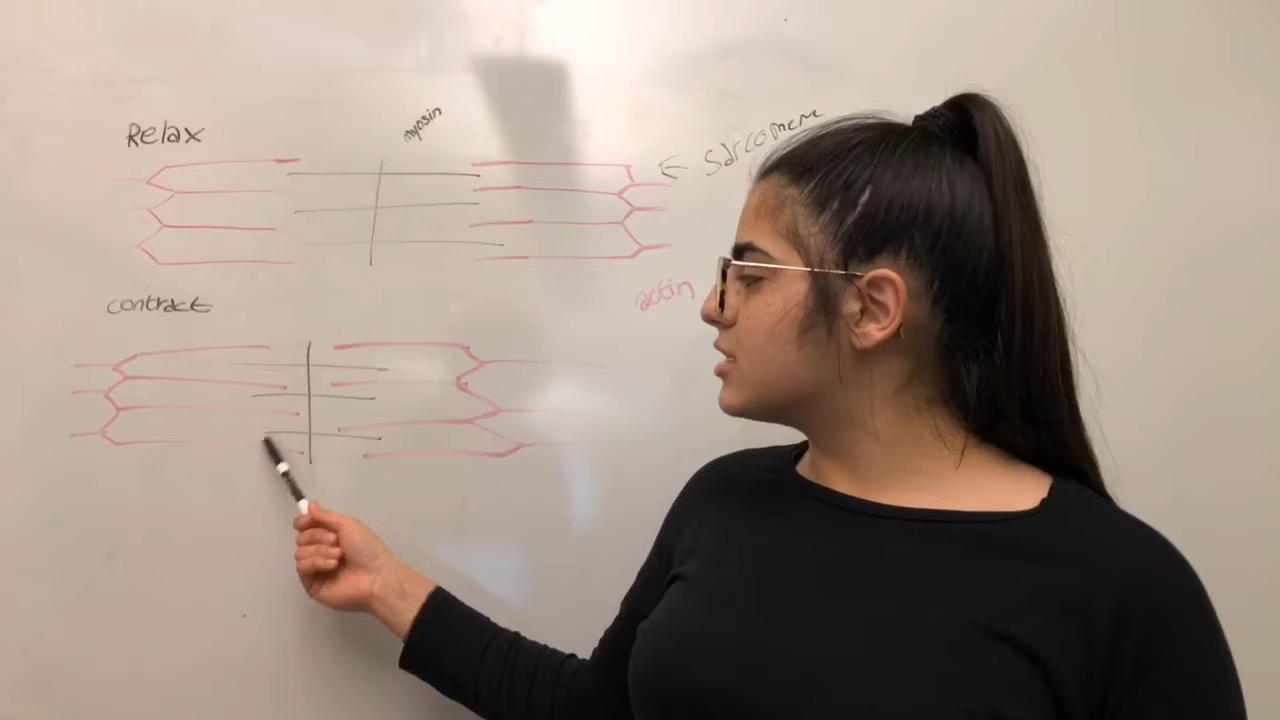 Relax
myosin
← Sarcomere
actin
contract